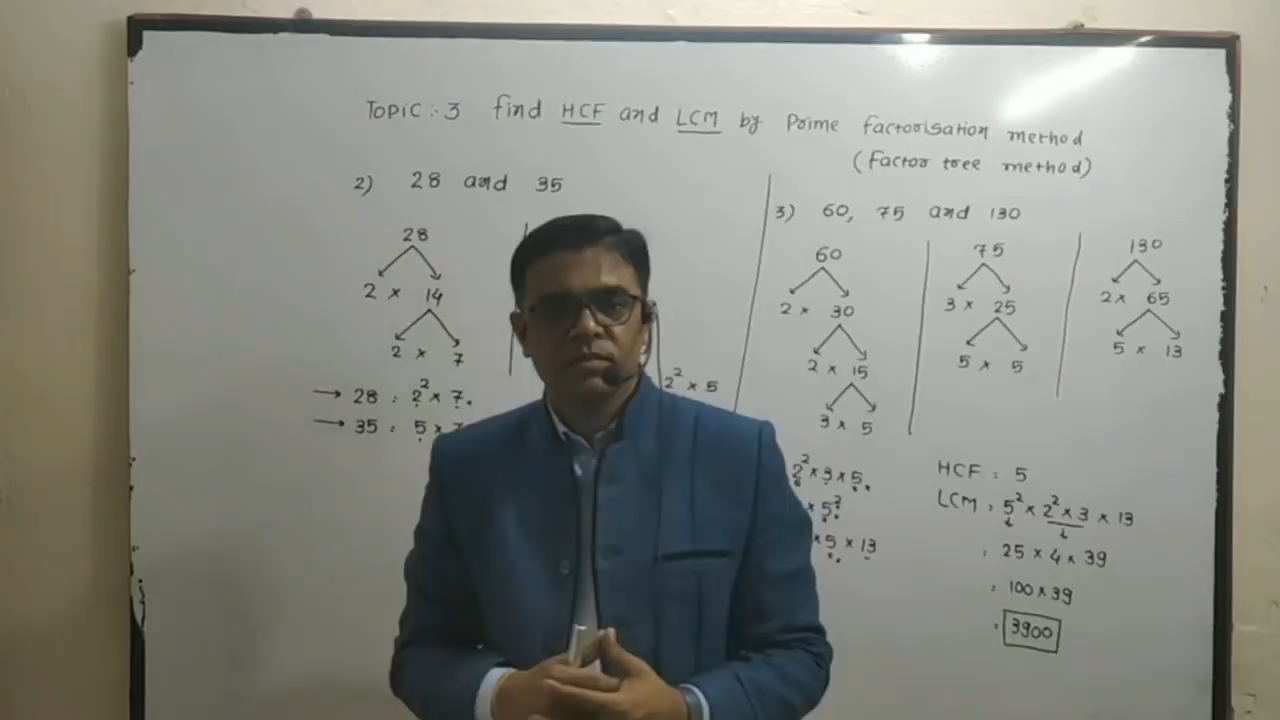 TOPIC : 3 find HCF and LCM by Prime factorisation method
(factor tree method)
2) 28 and 35
28
2 × 14
2 × 7
→ 28 : 2² × 7.
→ 35 : 5 ×
2² × 5
3) 60, 75 and 130
60
2 × 30
2 × 15
3 × 5
75
3 × 25
5 × 5
130
2 × 65
5 × 13
2² × 3 × 5.
× 5²
× 5 × 13
HCF : 5
LCM : 5² × 2² × 3 × 13
: 25 × 4 × 39
: 100 × 39
: 3900